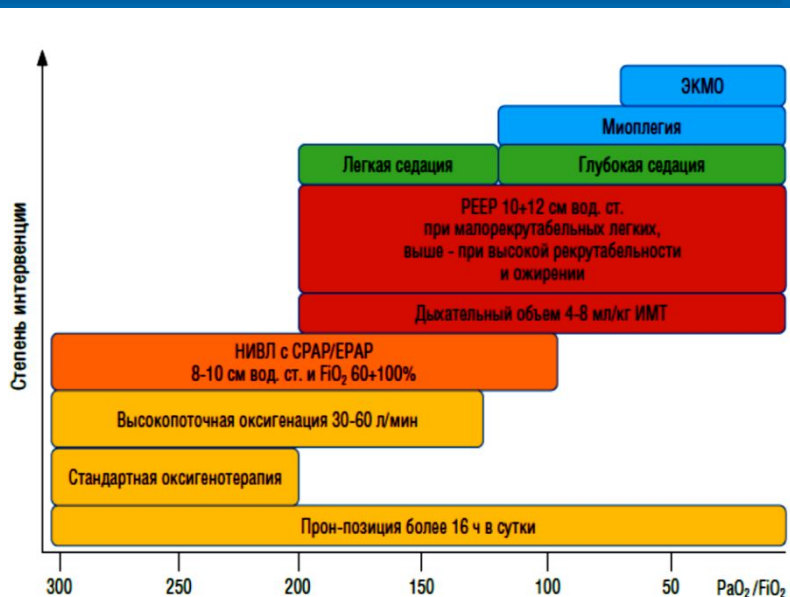 ЭКМО
Миоплегия
Легкая седация
Глубокая седация
PEEP 10+12 см вод. ст.
при малорекрутабельных легких,
выше - при высокой рекрутабельности
и ожирении
Дыхательный объем 4-8 мл/кг ИМТ
НИВЛ с CPAP/EPAP
8-10 см вод. ст. и FiO₂ 60+100%
Высокопоточная оксигенация 30-60 л/мин
Стандартная оксигенотерапия
Прон-позиция более 16 ч в сутки
Степень интервенции
300 250 200 150 100 50 PaO₂/FiO₂